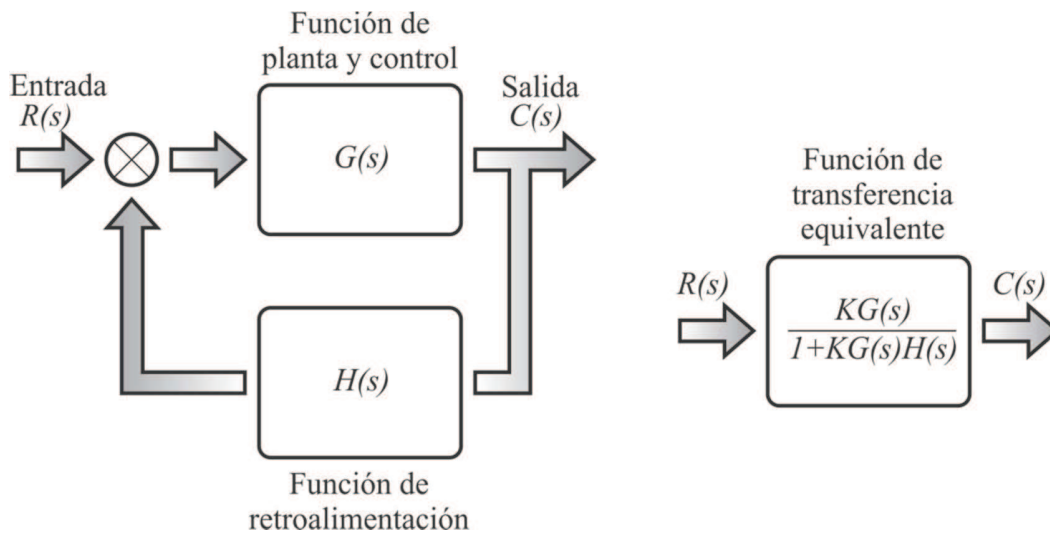 Función de
planta y control
Entrada
R(s)
G(s)
Salida
C(s)
H(s)
Función de
retroalimentación
Función de
transferencia
equivalente
R(s)
KG(s)
1+KG(s)H(s)
C(s)